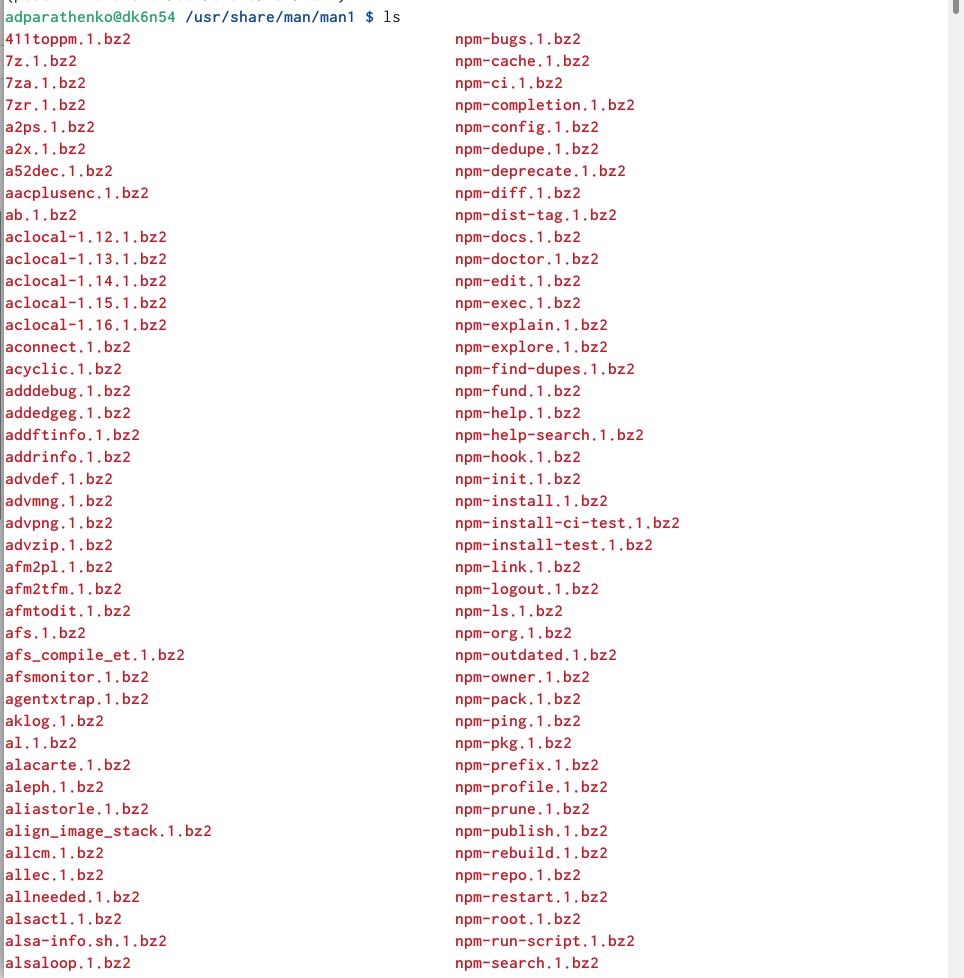 adparathenko@dk6n54 /usr/share/man/man1 $ ls
411toppm.1.bz2 npm-bugs.1.bz2
7z.1.bz2 npm-cache.1.bz2
7za.1.bz2 npm-ci.1.bz2
7zr.1.bz2 npm-completion.1.bz2
a2ps.1.bz2 npm-config.1.bz2
a2x.1.bz2 npm-dedupe.1.bz2
a52dec.1.bz2 npm-deprecate.1.bz2
aacplusenc.1.bz2 npm-diff.1.bz2
ab.1.bz2 npm-dist-tag.1.bz2
aclocal-1.12.1.bz2 npm-docs.1.bz2
aclocal-1.13.1.bz2 npm-doctor.1.bz2
aclocal-1.14.1.bz2 npm-edit.1.bz2
aclocal-1.15.1.bz2 npm-exec.1.bz2
aclocal-1.16.1.bz2 npm-explain.1.bz2
aconnect.1.bz2 npm-explore.1.bz2
acyclic.1.bz2 npm-find-dupes.1.bz2
adddebug.1.bz2 npm-fund.1.bz2
addedgeg.1.bz2 npm-help.1.bz2
addftinfo.1.bz2 npm-help-search.1.bz2
addrinfo.1.bz2 npm-hook.1.bz2
advdef.1.bz2 npm-init.1.bz2
advmng.1.bz2 npm-install.1.bz2
advpng.1.bz2 npm-install-ci-test.1.bz2
advzip.1.bz2 npm-install-test.1.bz2
afm2pl.1.bz2 npm-link.1.bz2
afm2tfm.1.bz2 npm-logout.1.bz2
afmtodit.1.bz2 npm-ls.1.bz2
afs.1.bz2 npm-org.1.bz2
afs_compile_et.1.bz2 npm-outdated.1.bz2
afsmonitor.1.bz2 npm-owner.1.bz2
agentxtrap.1.bz2 npm-pack.1.bz2
aklog.1.bz2 npm-ping.1.bz2
al.1.bz2 npm-pkg.1.bz2
alacarte.1.bz2 npm-prefix.1.bz2
aleph.1.bz2 npm-profile.1.bz2
aliastorle.1.bz2 npm-prune.1.bz2
align_image_stack.1.bz2 npm-publish.1.bz2
allcm.1.bz2 npm-rebuild.1.bz2
allec.1.bz2 npm-repo.1.bz2
allneeded.1.bz2 npm-restart.1.bz2
alsactl.1.bz2 npm-root.1.bz2
alsa-info.sh.1.bz2 npm-run-script.1.bz2
alsaloop.1.bz2 npm-search.1.bz2